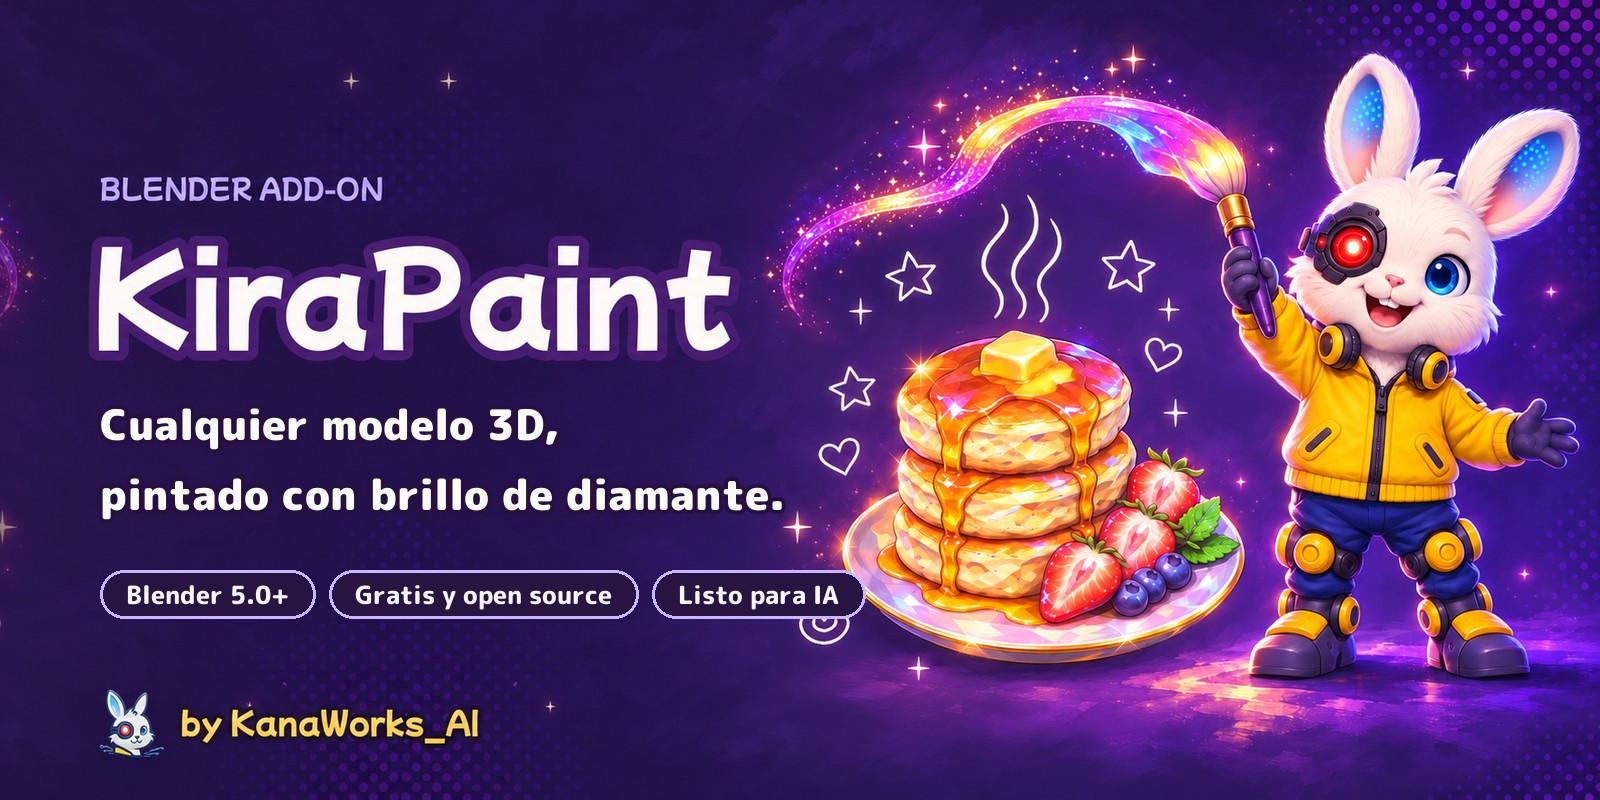 BLENDER ADD-ON
KiraPaint
Cualquier modelo 3D,
pintado con brillo de diamante.
Blender 5.0+
Gratis y open source
Listo para IA
by KanaWorks_AI